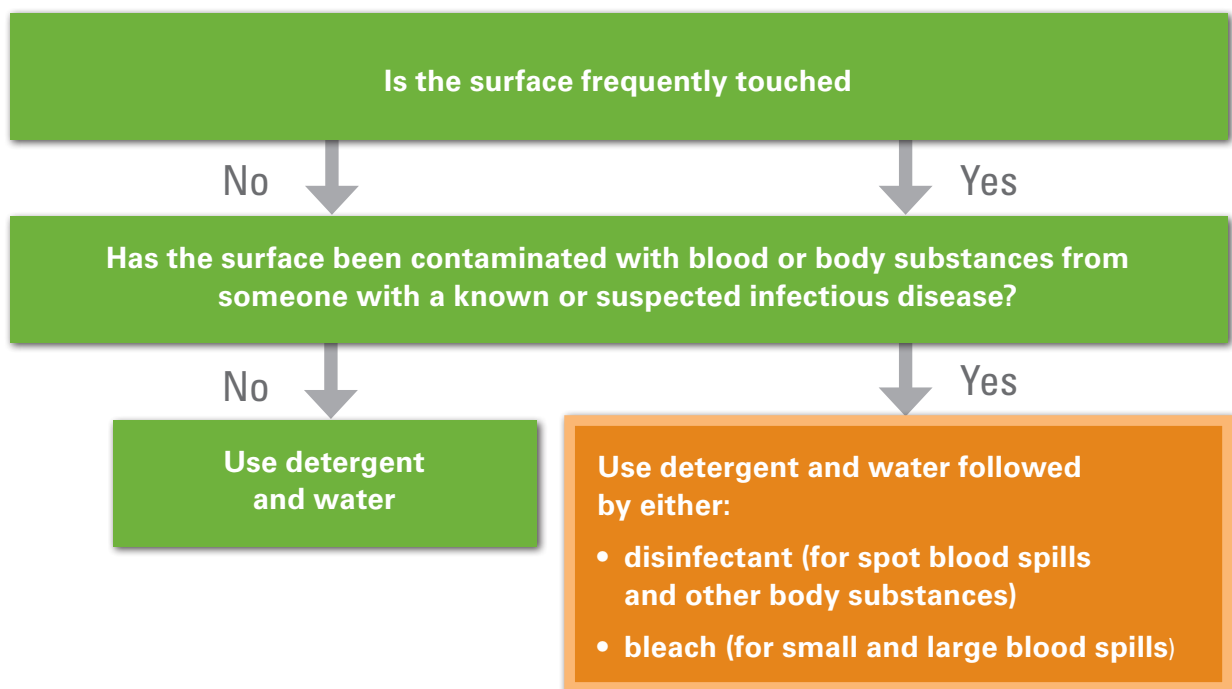 Is the surface frequently touched
No
Yes
Has the surface been contaminated with blood or body substances from
someone with a known or suspected infectious disease?
No
Yes
Use detergent
and water
Use detergent and water followed
by either:
• disinfectant (for spot blood spills
and other body substances)
• bleach (for small and large blood spills)